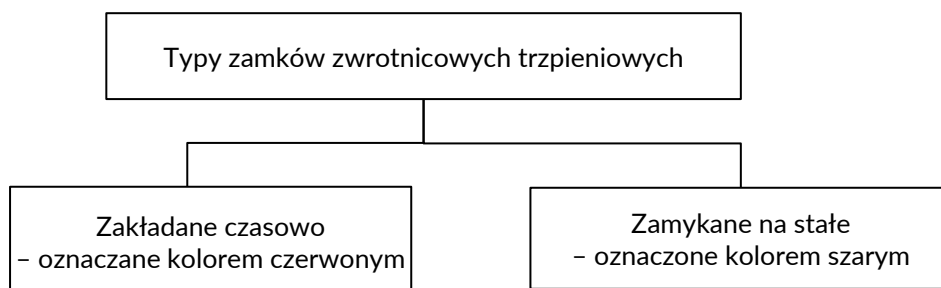 Typy zamków zwrotnicowych trzpieniowych
Zakładane czasowo
– oznaczane kolorem czerwonym
Zamykane na stałe
– oznaczone kolorem szarym